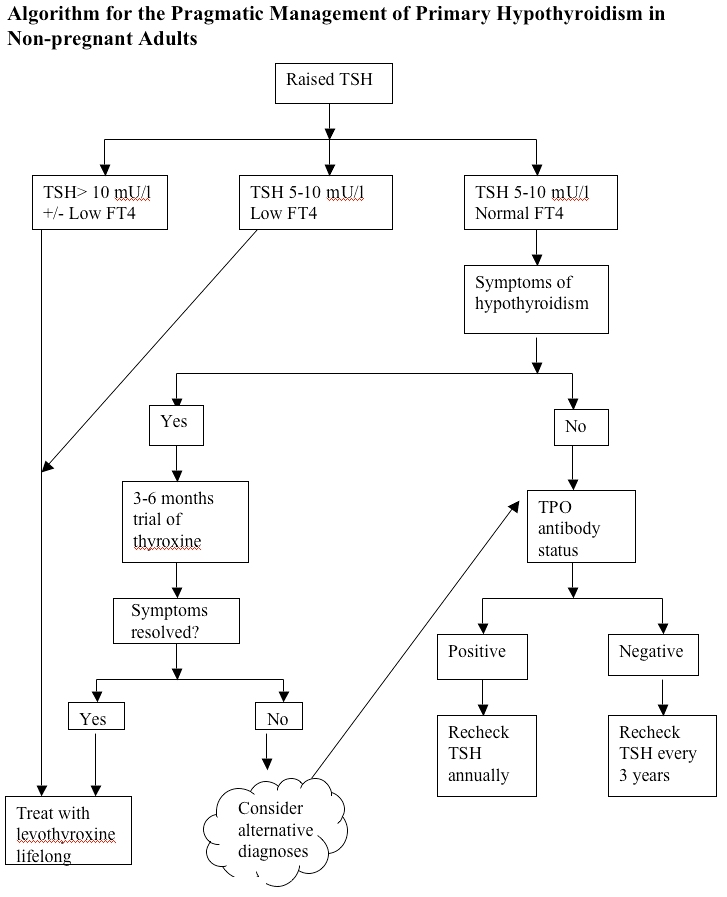 Algorithm for the Pragmatic Management of Primary Hypothyroidism in
Non-pregnant Adults
Raised TSH
TSH> 10 mU/l
+/- Low FT4
TSH 5-10 mU/l
Low FT4
TSH 5-10 mU/l
Normal FT4
Symptoms of
hypothyroidism
Yes
No
3-6 months
trial of
thyroxine
TPO
antibody
status
Symptoms
resolved?
Positive
Negative
Yes
No
Recheck
TSH
annually
Recheck
TSH every
3 years
Treat with
levothyroxine
lifelong
Consider
alternative
diagnoses